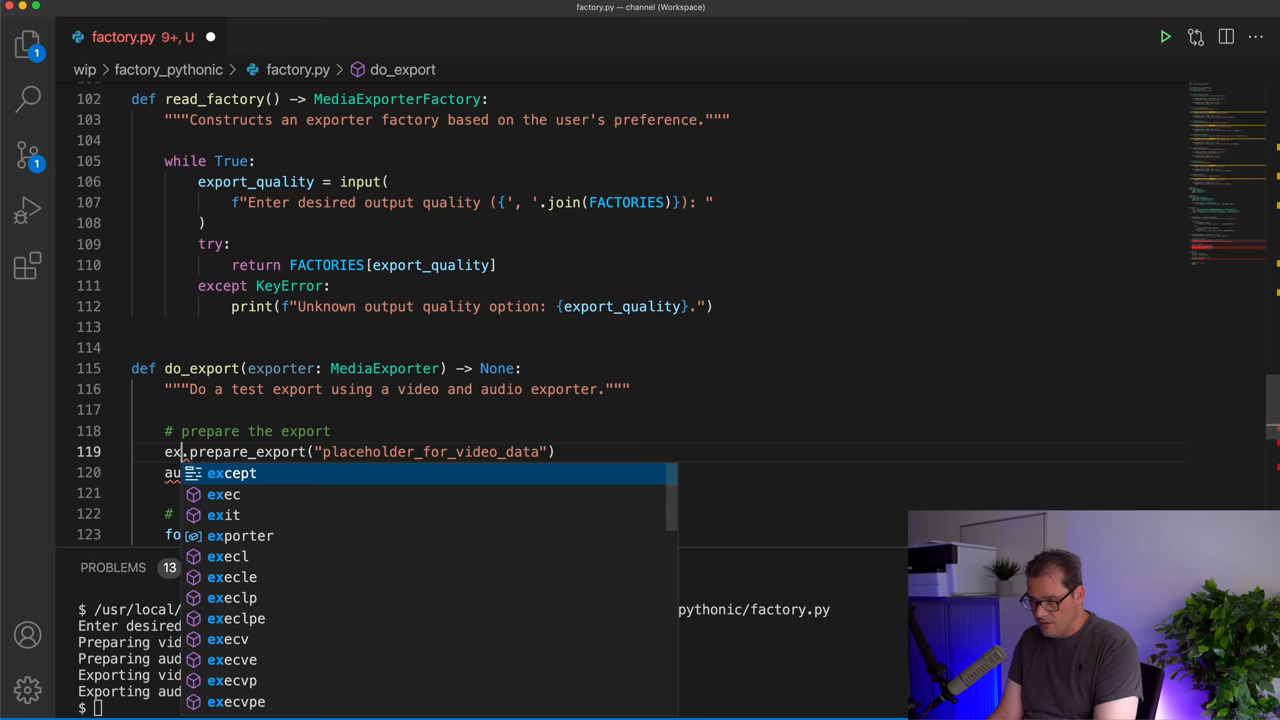 factory.py — channel (Workspace)
factory.py 9+, U
1
wip > factory_pythonic > factory.py > do_export
102 def read_factory() -> MediaExporterFactory:
103 """Constructs an exporter factory based on the user's preference."""
104
105 while True:
106 export_quality = input(
107 f"Enter desired output quality ({', '.join(FACTORIES)}): "
108 )
109 try:
110 return FACTORIES[export_quality]
111 except KeyError:
112 print(f"Unknown output quality option: {export_quality}.")
113
114
115 def do_export(exporter: MediaExporter) -> None:
116 """Do a test export using a video and audio exporter."""
117
118 # prepare the export
119 ex.prepare_export("placeholder_for_video_data")
120 au
121
122 #
123 fo
except
exec
exit
exporter
execl
execle
execlp
execlpe
execv
execve
execvp
execvpe
1
PROBLEMS 13
$ /usr/local/ pythonic/factory.py
Enter desired
Preparing vid
Preparing aud
Exporting vid
Exporting aud
$